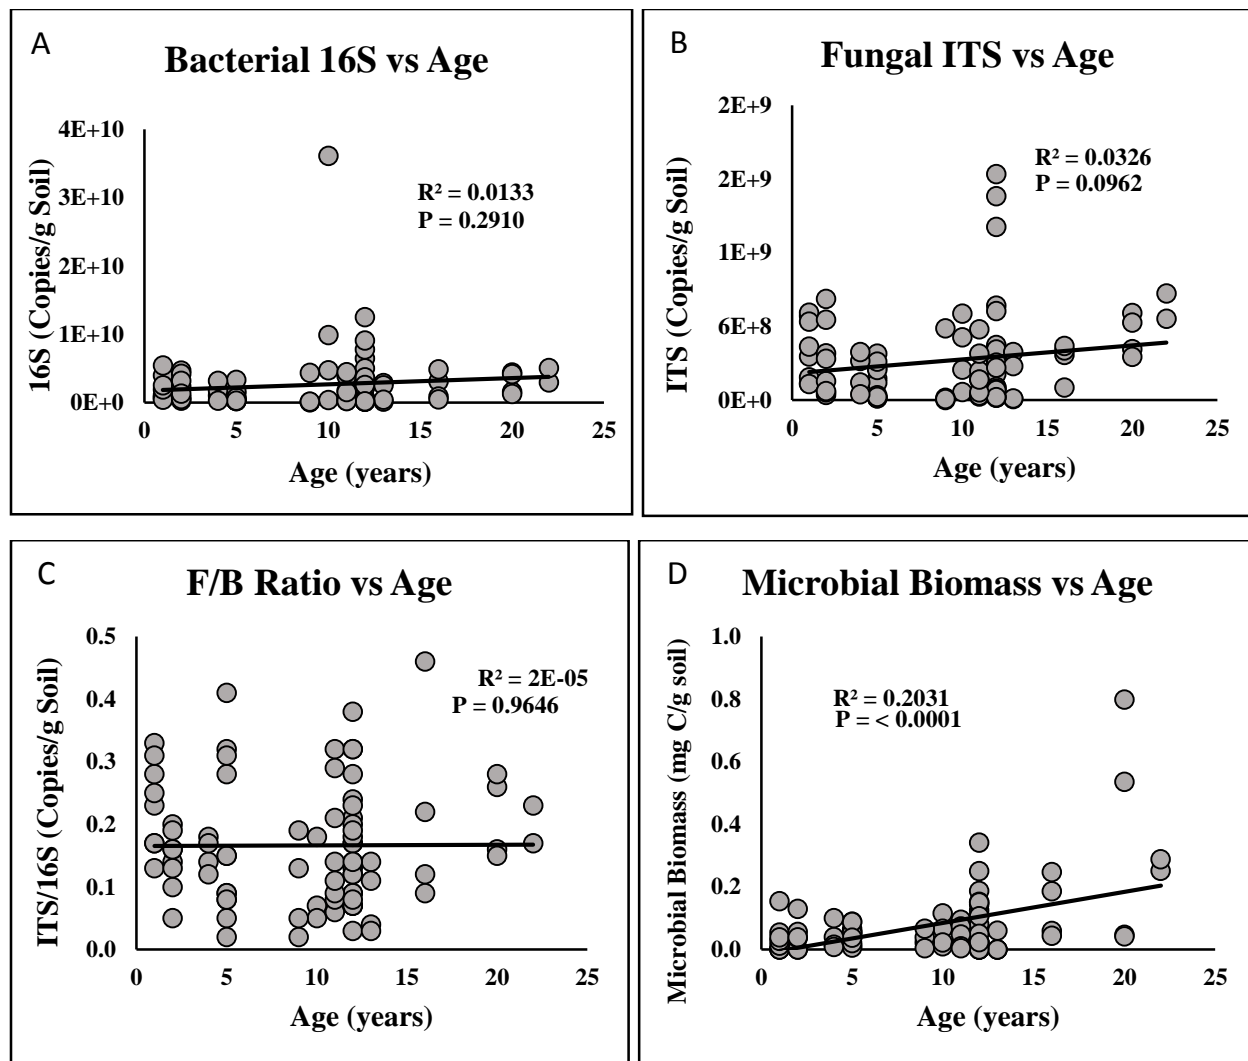 A
Bacterial 16S vs Age
16S (Copies/g Soil)
4E+10
3E+10
2E+10
1E+10
0E+0
R² = 0.0133
P = 0.2910
0 5 10 15 20 25
Age (years)
B
Fungal ITS vs Age
ITS (Copies/g Soil)
2E+9
2E+9
1E+9
6E+8
0E+0
R² = 0.0326
P = 0.0962
0 5 10 15 20 25
Age (years)
C
F/B Ratio vs Age
ITS/16S (Copies/g Soil)
0.5
0.4
0.3
0.2
0.1
0.0
R² = 2E-05
P = 0.9646
0 5 10 15 20 25
Age (years)
D
Microbial Biomass vs Age
Microbial Biomass (mg C/g soil)
1.0
0.8
0.6
0.4
0.2
0.0
R² = 0.2031
P = < 0.0001
0 5 10 15 20 25
Age (years)